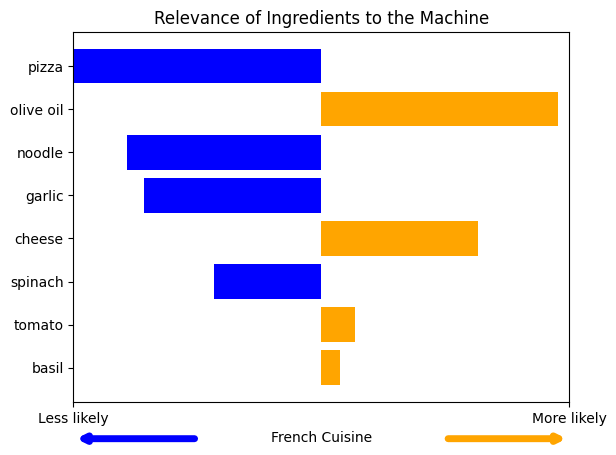 Relevance of Ingredients to the Machine
pizza
olive oil
noodle
garlic
cheese
spinach
tomato
basil
Less likely
More likely
French Cuisine